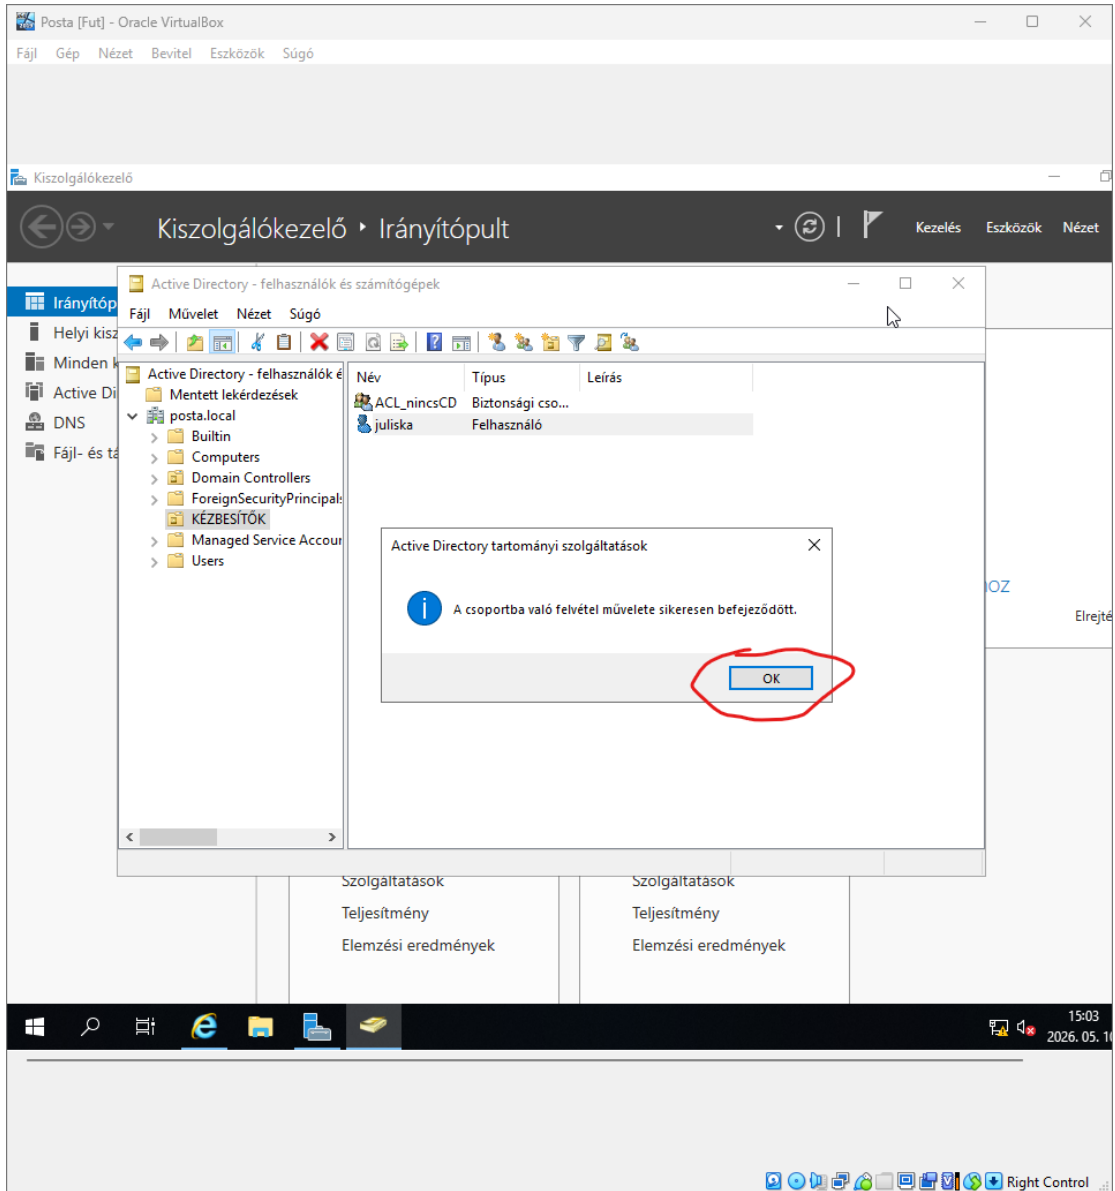 Posta [Fut] - Oracle VirtualBox
Fájl Gép Nézet Bevitel Eszközök Súgó
Kiszolgálókezelő
Kiszolgálókezelő Irányítópult
Kezelés Eszközök Nézet
Active Directory - felhasználók és számítógépek
Fájl Művelet Nézet Súgó
Irányítóp
Helyi kisz
Minden k
Active Di
DNS
Fájl- és tá
Active Directory - felhasználók é
Mentett lekérdezések
posta.local
Builtin
Computers
Domain Controllers
ForeignSecurityPrincipals
KÉZBESÍTŐK
Managed Service Accour
Users
Név Típus Leírás
ACL_nincsCD Biztonsági cso...
juliska Felhasználó
Active Directory tartományi szolgáltatások
A csoportba való felvétel művelete sikeresen befejeződött.
OK
HOZ
Elrejté
Szolgáltatások Szolgáltatások
Teljesítmény Teljesítmény
Elemzési eredmények Elemzési eredmények
15:03
2026. 05. 10
Right Control